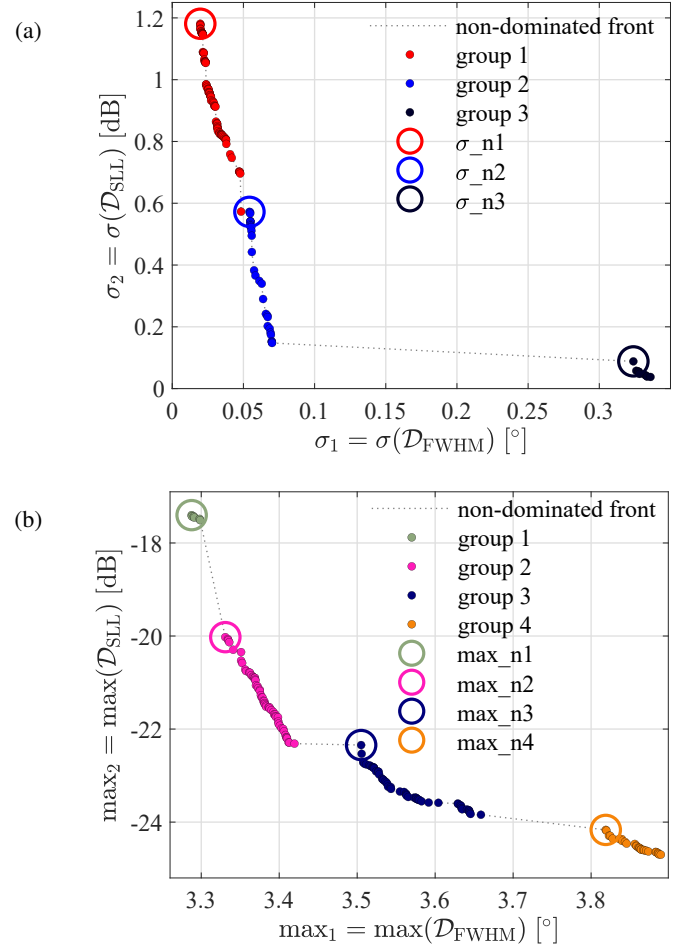 (a)
1.2
1
0.8
0.6
0.4
0.2
0
σ₂ = σ(𝒟_SLL) [dB]
non-dominated front
group 1
group 2
group 3
σ_n1
σ_n2
σ_n3
0 0.05 0.1 0.15 0.2 0.25 0.3
σ₁ = σ(𝒟_FWHM) [°]
(b)
-18
-20
-22
-24
max₂ = max(𝒟_SLL) [dB]
non-dominated front
group 1
group 2
group 3
group 4
max_n1
max_n2
max_n3
max_n4
3.3 3.4 3.5 3.6 3.7 3.8
max₁ = max(𝒟_FWHM) [°]